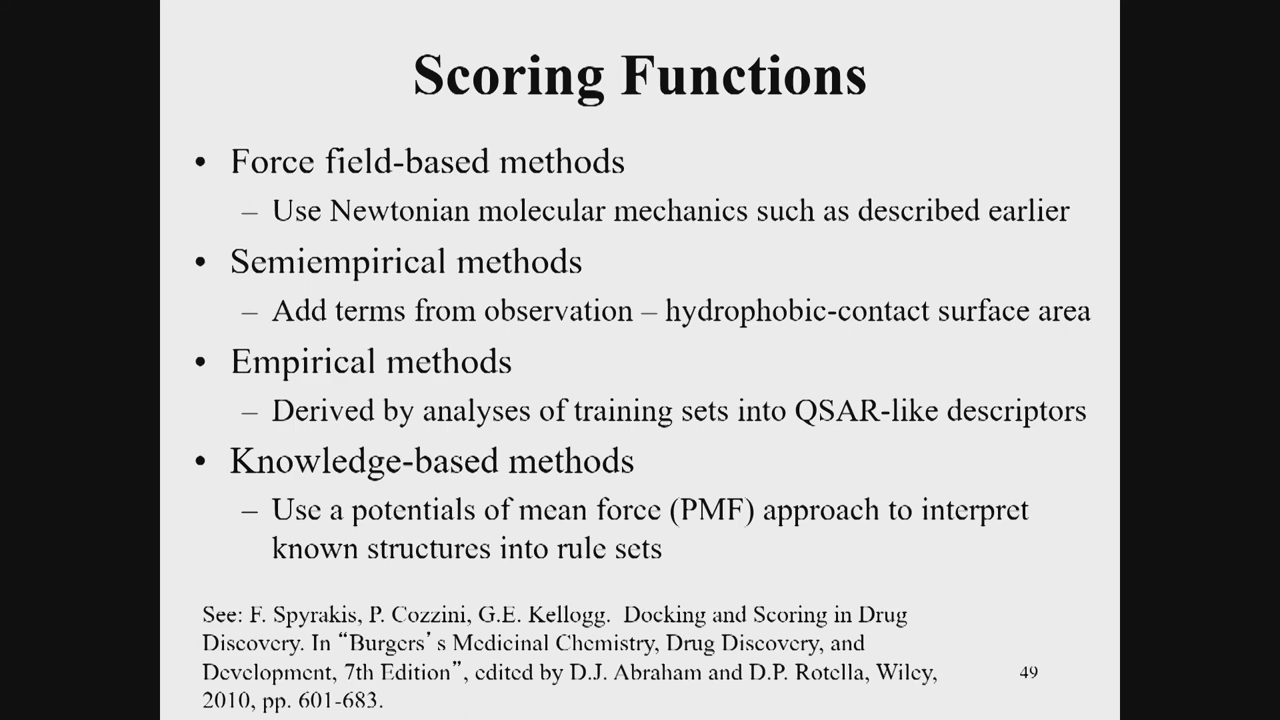 Scoring Functions
• Force field-based methods
– Use Newtonian molecular mechanics such as described earlier
• Semiempirical methods
– Add terms from observation – hydrophobic-contact surface area
• Empirical methods
– Derived by analyses of training sets into QSAR-like descriptors
• Knowledge-based methods
– Use a potentials of mean force (PMF) approach to interpret
known structures into rule sets
See: F. Spyrakis, P. Cozzini, G.E. Kellogg. Docking and Scoring in Drug
Discovery. In “Burgers’ s Medicinal Chemistry, Drug Discovery, and
Development, 7th Edition”, edited by D.J. Abraham and D.P. Rotella, Wiley,
2010, pp. 601-683.
49